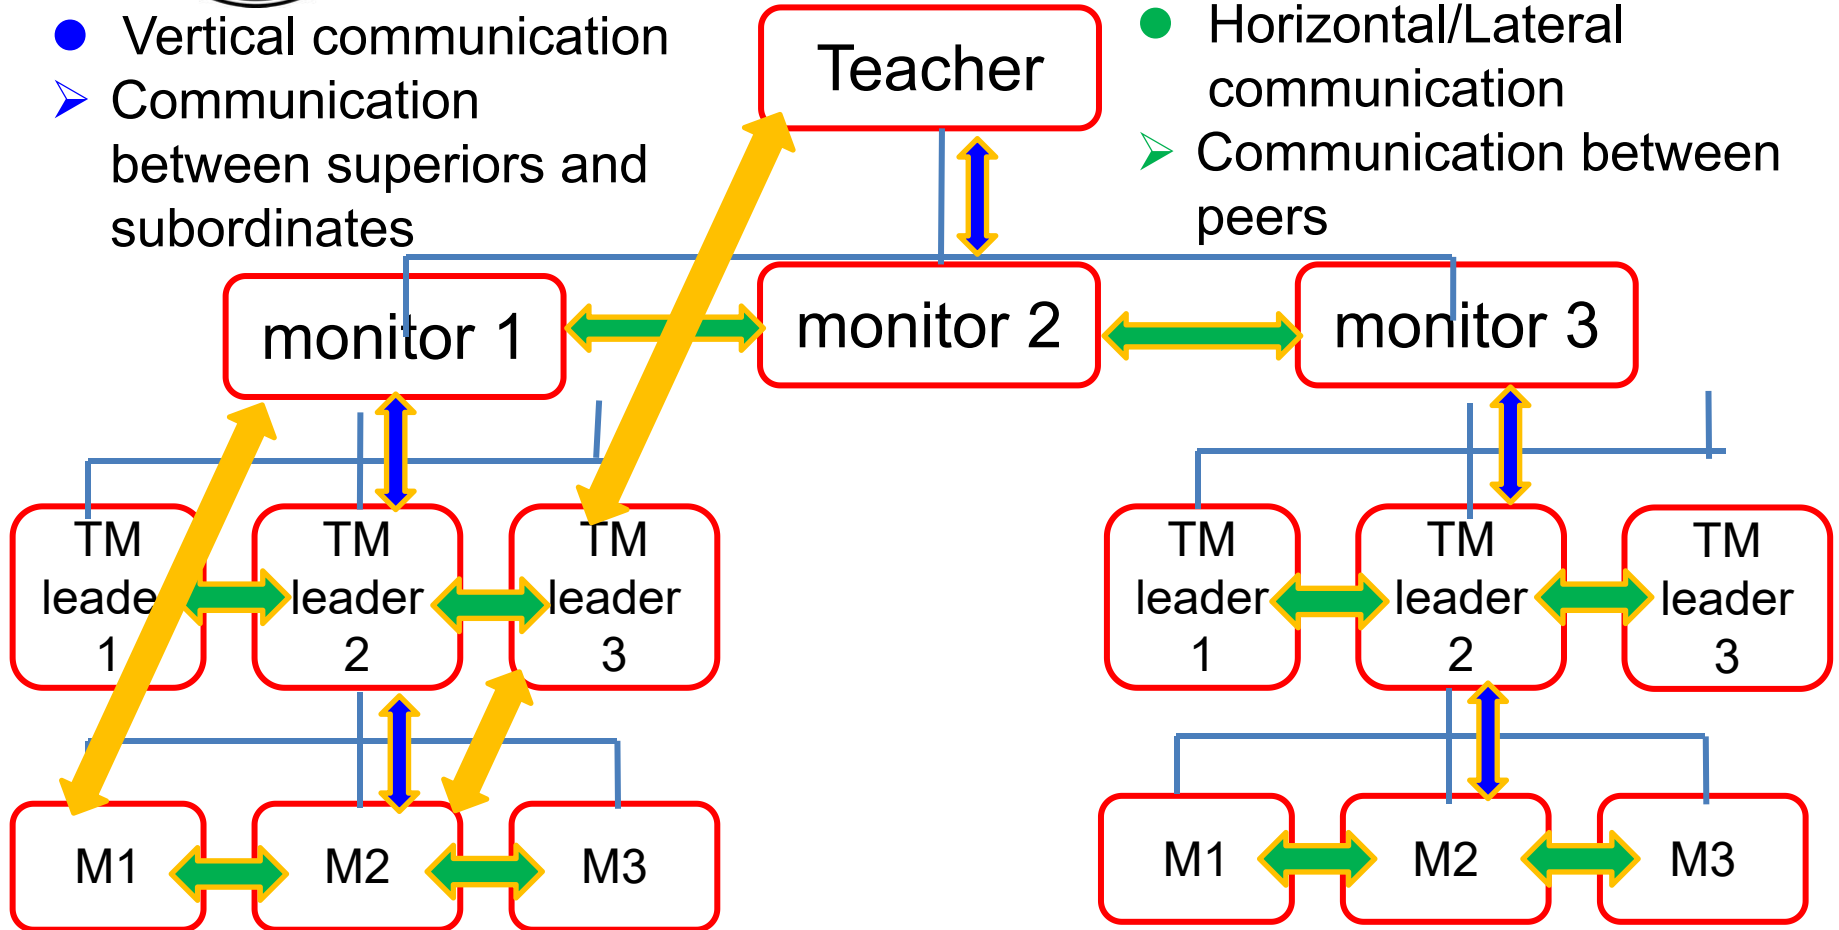 Vertical communication
Communication
between superiors and
subordinates
Teacher
Horizontal/Lateral
communication
Communication between
peers
monitor 1
monitor 2
monitor 3
TM
leade
1
TM
leader
2
TM
leader
3
TM
leader
1
TM
leader
2
TM
leader
3
M1
M2
M3
M1
M2
M3